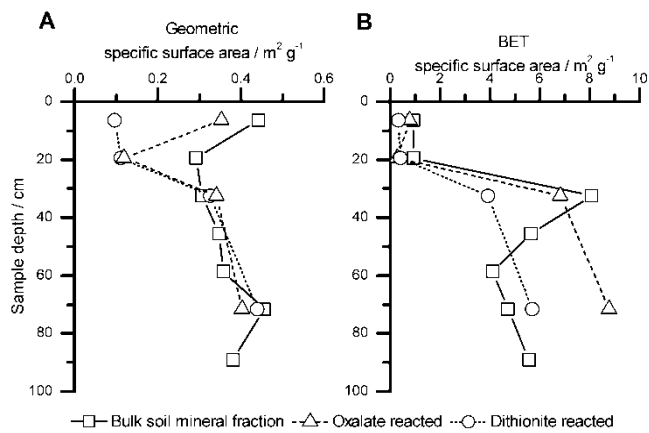 A
Geometric
specific surface area / m² g⁻¹
0.0 0.2 0.4 0.6
B
BET
specific surface area / m² g⁻¹
0 2 4 6 8 10
Sample depth / cm
0 0
20 20
40 40
60 60
80 80
100 100
Bulk soil mineral fraction Oxalate reacted Dithionite reacted